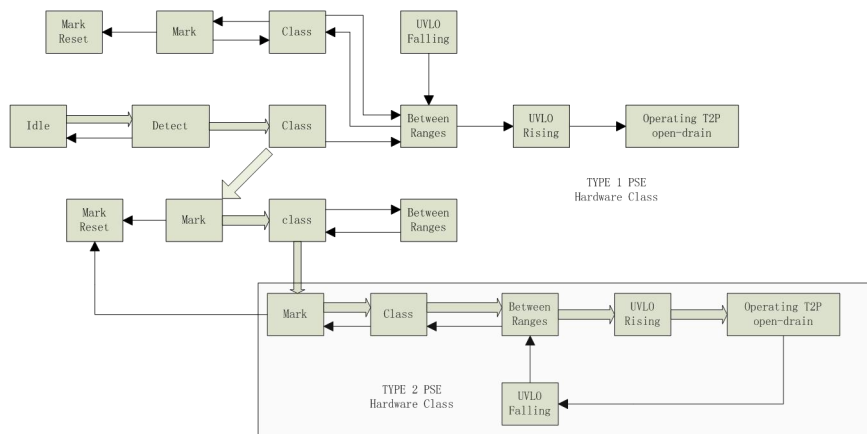 Mark
Reset
Mark
Class
UVLO
Falling
Idle
Detect
Class
Between
Ranges
UVLO
Rising
Operating T2P
open-drain
TYPE 1 PSE
Hardware Class
Mark
Reset
Mark
class
Between
Ranges
Mark
Class
Between
Ranges
UVLO
Rising
Operating T2P
open-drain
TYPE 2 PSE
Hardware Class
UVLO
Falling